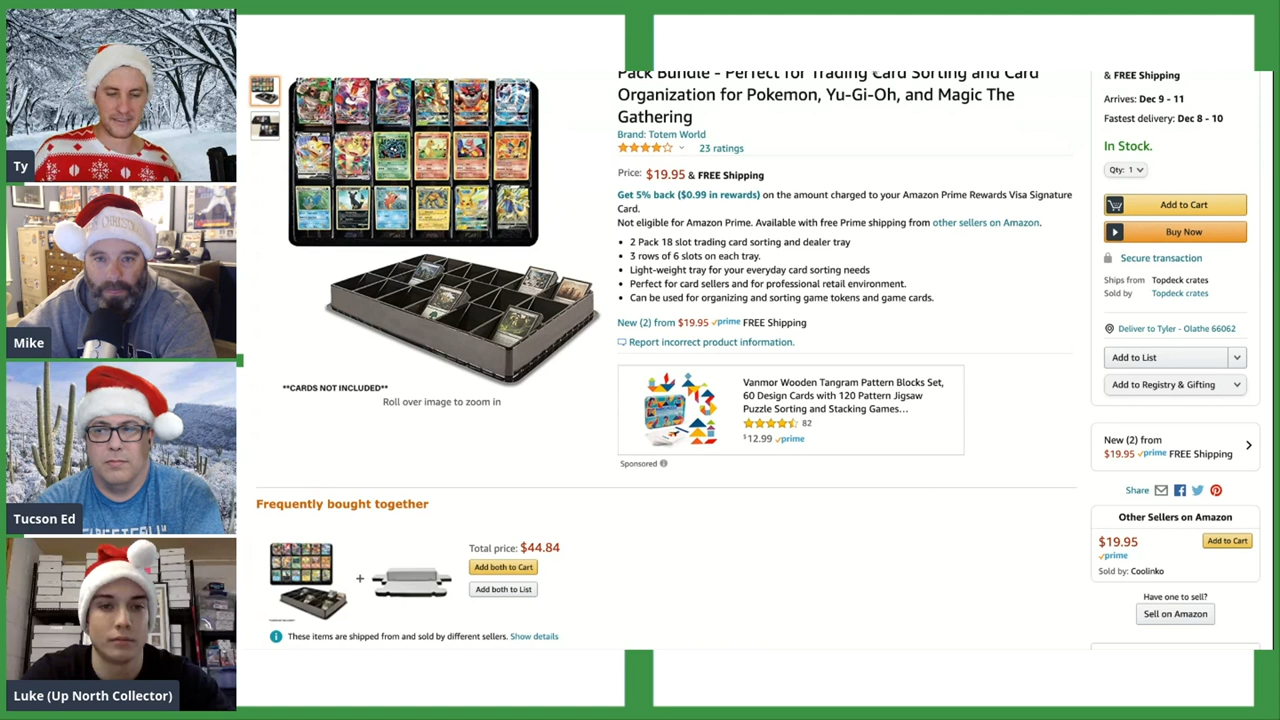 Ty
CHRISTM
Mike
Tucson Ed
Luke (Up North Collector)
**CARDS NOT INCLUDED**
Roll over image to zoom in
Pack Bundle - Perfect for Trading Card Sorting and Card
Organization for Pokemon, Yu-Gi-Oh, and Magic The
Gathering
Brand: Totem World
23 ratings
Price: $19.95 & FREE Shipping
Get 5% back ($0.99 in rewards) on the amount charged to your Amazon Prime Rewards Visa Signature
Card.
Not eligible for Amazon Prime. Available with free Prime shipping from other sellers on Amazon.
• 2 Pack 18 slot trading card sorting and dealer tray
• 3 rows of 6 slots on each tray.
• Light-weight tray for your everyday card sorting needs
• Perfect for card sellers and for professional retail environment.
• Can be used for organizing and sorting game tokens and game cards.
New (2) from $19.95 prime FREE Shipping
Report incorrect product information.
Vanmor Wooden Tangram Pattern Blocks Set,
60 Design Cards with 120 Pattern Jigsaw
Puzzle Sorting and Stacking Games...
82
$12.99 prime
Sponsored
Frequently bought together
+
Total price: $44.84
Add both to Cart
Add both to List
These items are shipped from and sold by different sellers. Show details
& FREE Shipping
Arrives: Dec 9 - 11
Fastest delivery: Dec 8 - 10
In Stock.
Qty: 1
Add to Cart
Buy Now
Secure transaction
Ships from Topdeck crates
Sold by Topdeck crates
Deliver to Tyler - Olathe 66062
Add to List
Add to Registry & Gifting
New (2) from
$19.95 prime FREE Shipping
Share
Other Sellers on Amazon
$19.95
Add to Cart
prime
Sold by: Coolinko
Have one to sell?
Sell on Amazon